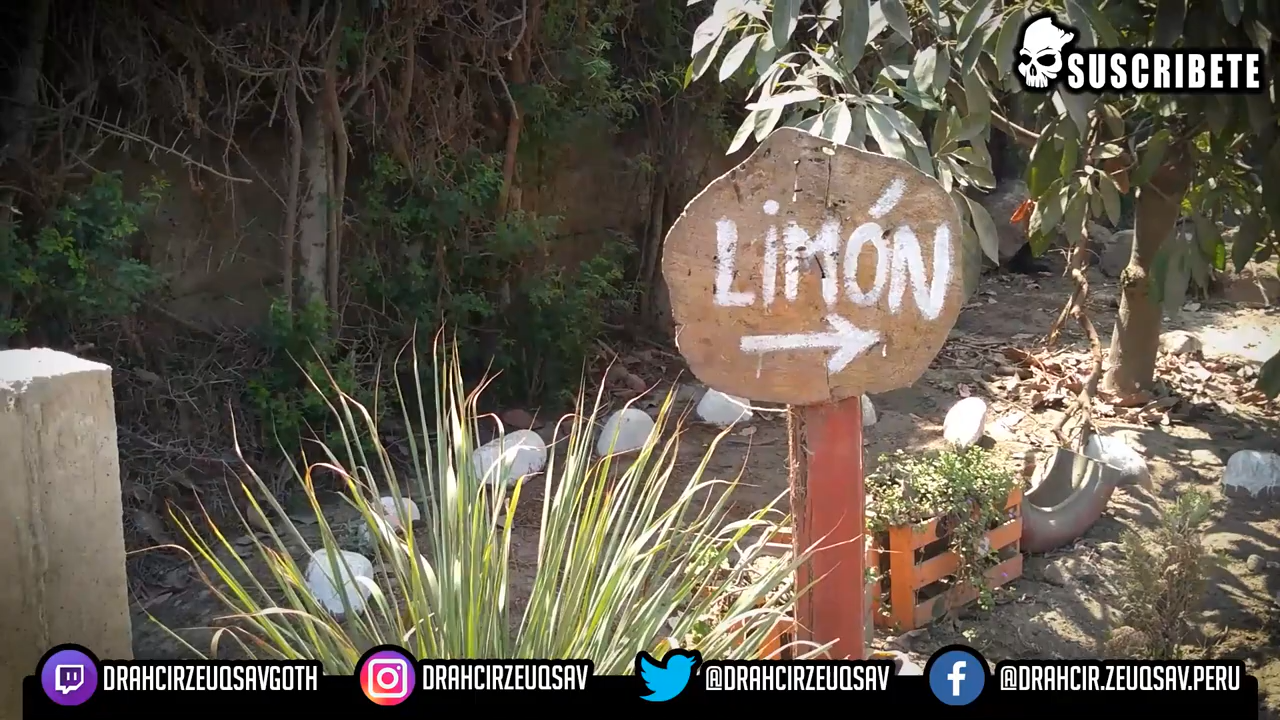 SUSCRIBETE
LiMÓN
DRAHCIRZEUQSAVGOTH
DRAHCIRZEUQSAV
@DRAHCIRZEUQSAV
@DRAHCIR.ZEUQSAV.PERU